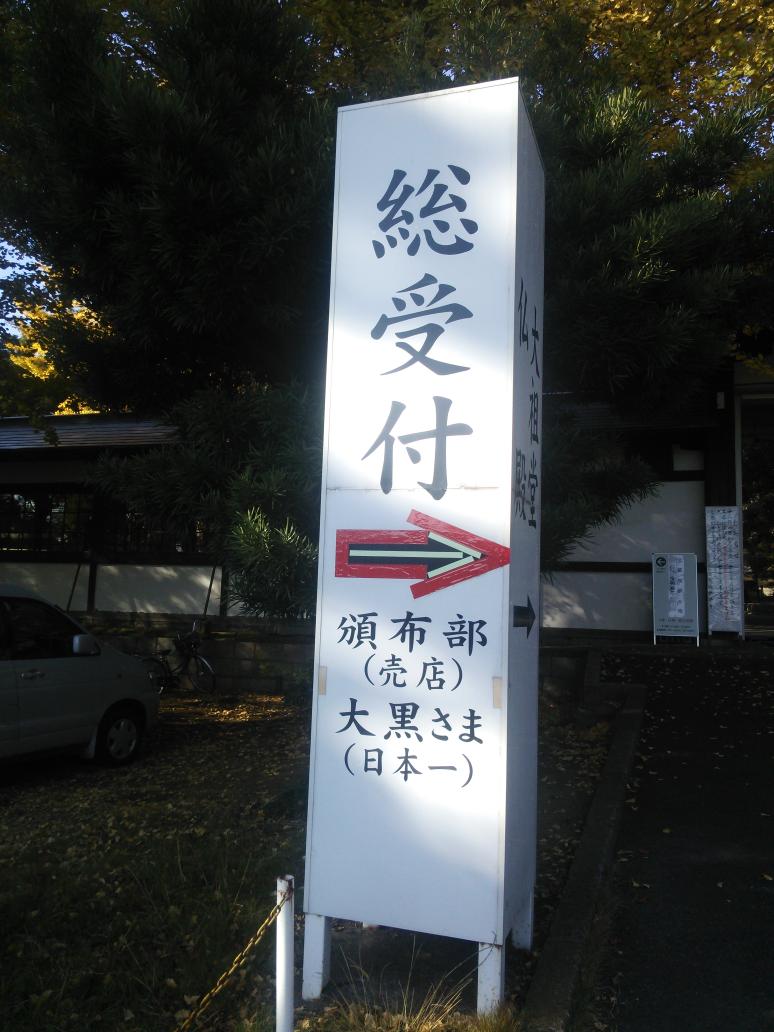 総受付
頒布部
（売店）
大黒さま
（日本一）
大祖堂
仏殿